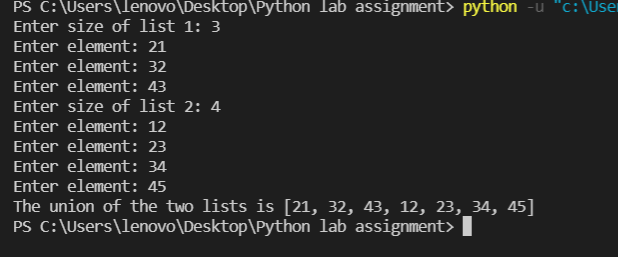 PS C:\Users\lenovo\Desktop\Python lab assignment> python -u "c:\Use
Enter size of list 1: 3
Enter element: 21
Enter element: 32
Enter element: 43
Enter size of list 2: 4
Enter element: 12
Enter element: 23
Enter element: 34
Enter element: 45
The union of the two lists is [21, 32, 43, 12, 23, 34, 45]
PS C:\Users\lenovo\Desktop\Python lab assignment>